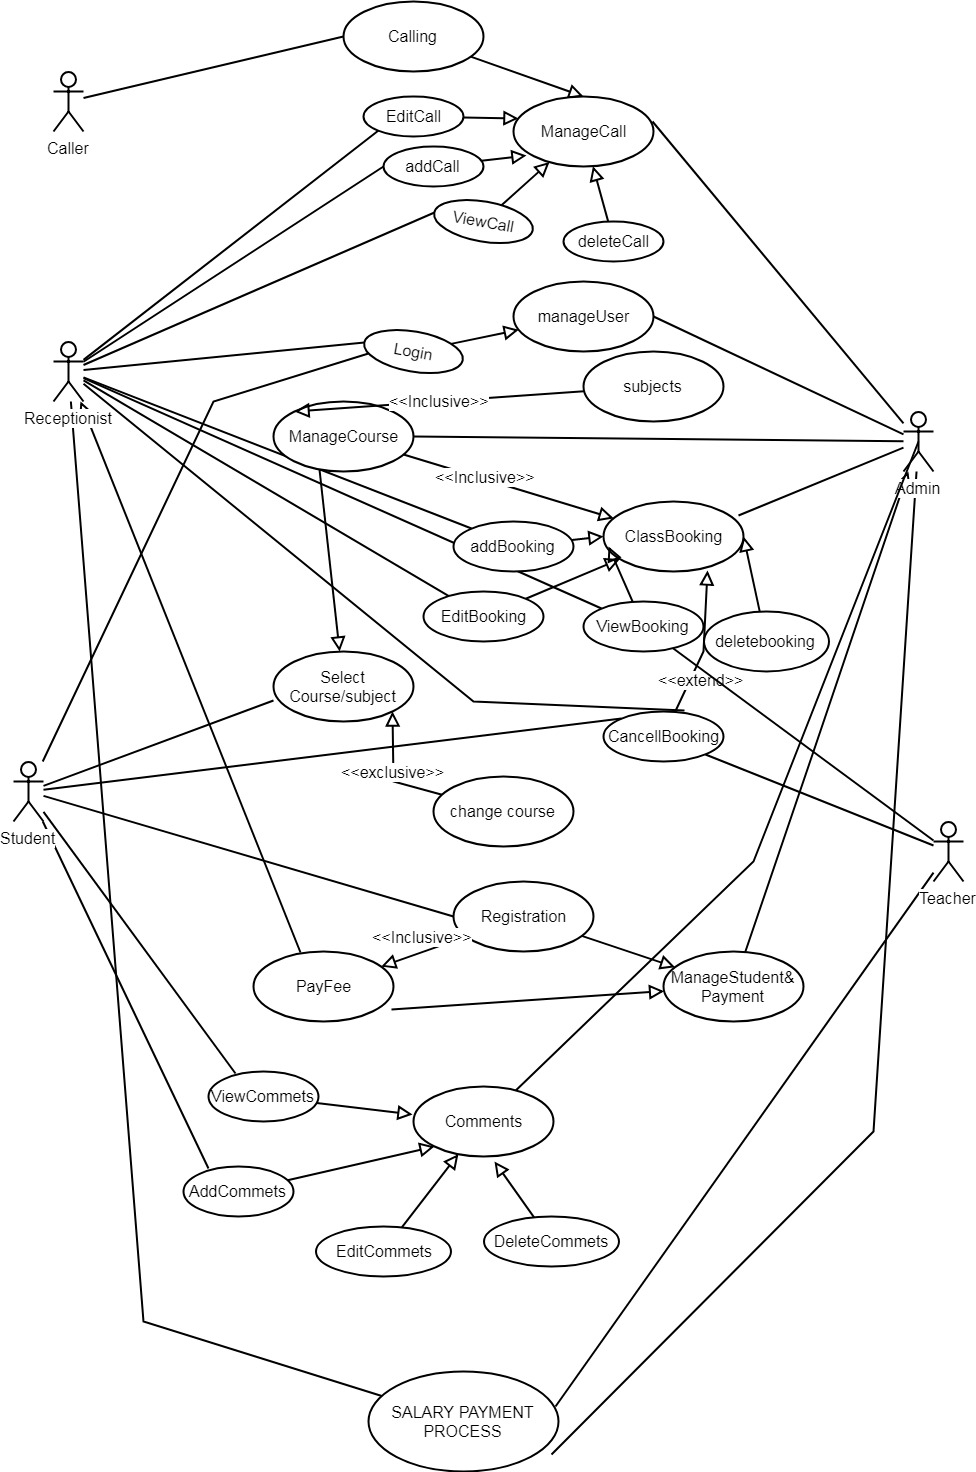 Calling
Caller
EditCall
ManageCall
addCall
ViewCall
deleteCall
manageUser
Login
subjects
Receptionist
<<Inclusive>>
ManageCourse
<<Inclusive>>
Admin
addBooking
ClassBooking
EditBooking
ViewBooking
deletebooking
Select
Course/subject
<<extend>>
CancellBooking
<<exclusive>>
change course
Student
Teacher
Registration
<<Inclusive>>
PayFee
ManageStudent&
Payment
ViewCommets
Comments
AddCommets
EditCommets
DeleteCommets
SALARY PAYMENT
PROCESS